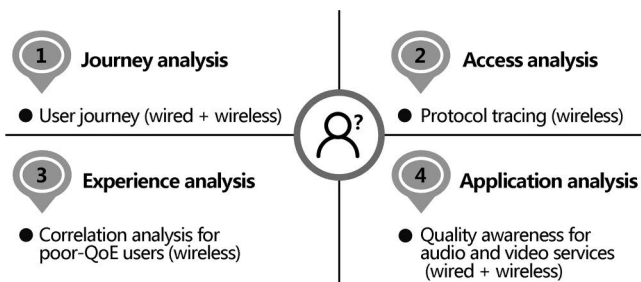 1
Journey analysis
● User journey (wired + wireless)
2
Access analysis
● Protocol tracing (wireless)
?
3
Experience analysis
● Correlation analysis for
poor-QoE users (wireless)
4
Application analysis
● Quality awareness for
audio and video services
(wired + wireless)